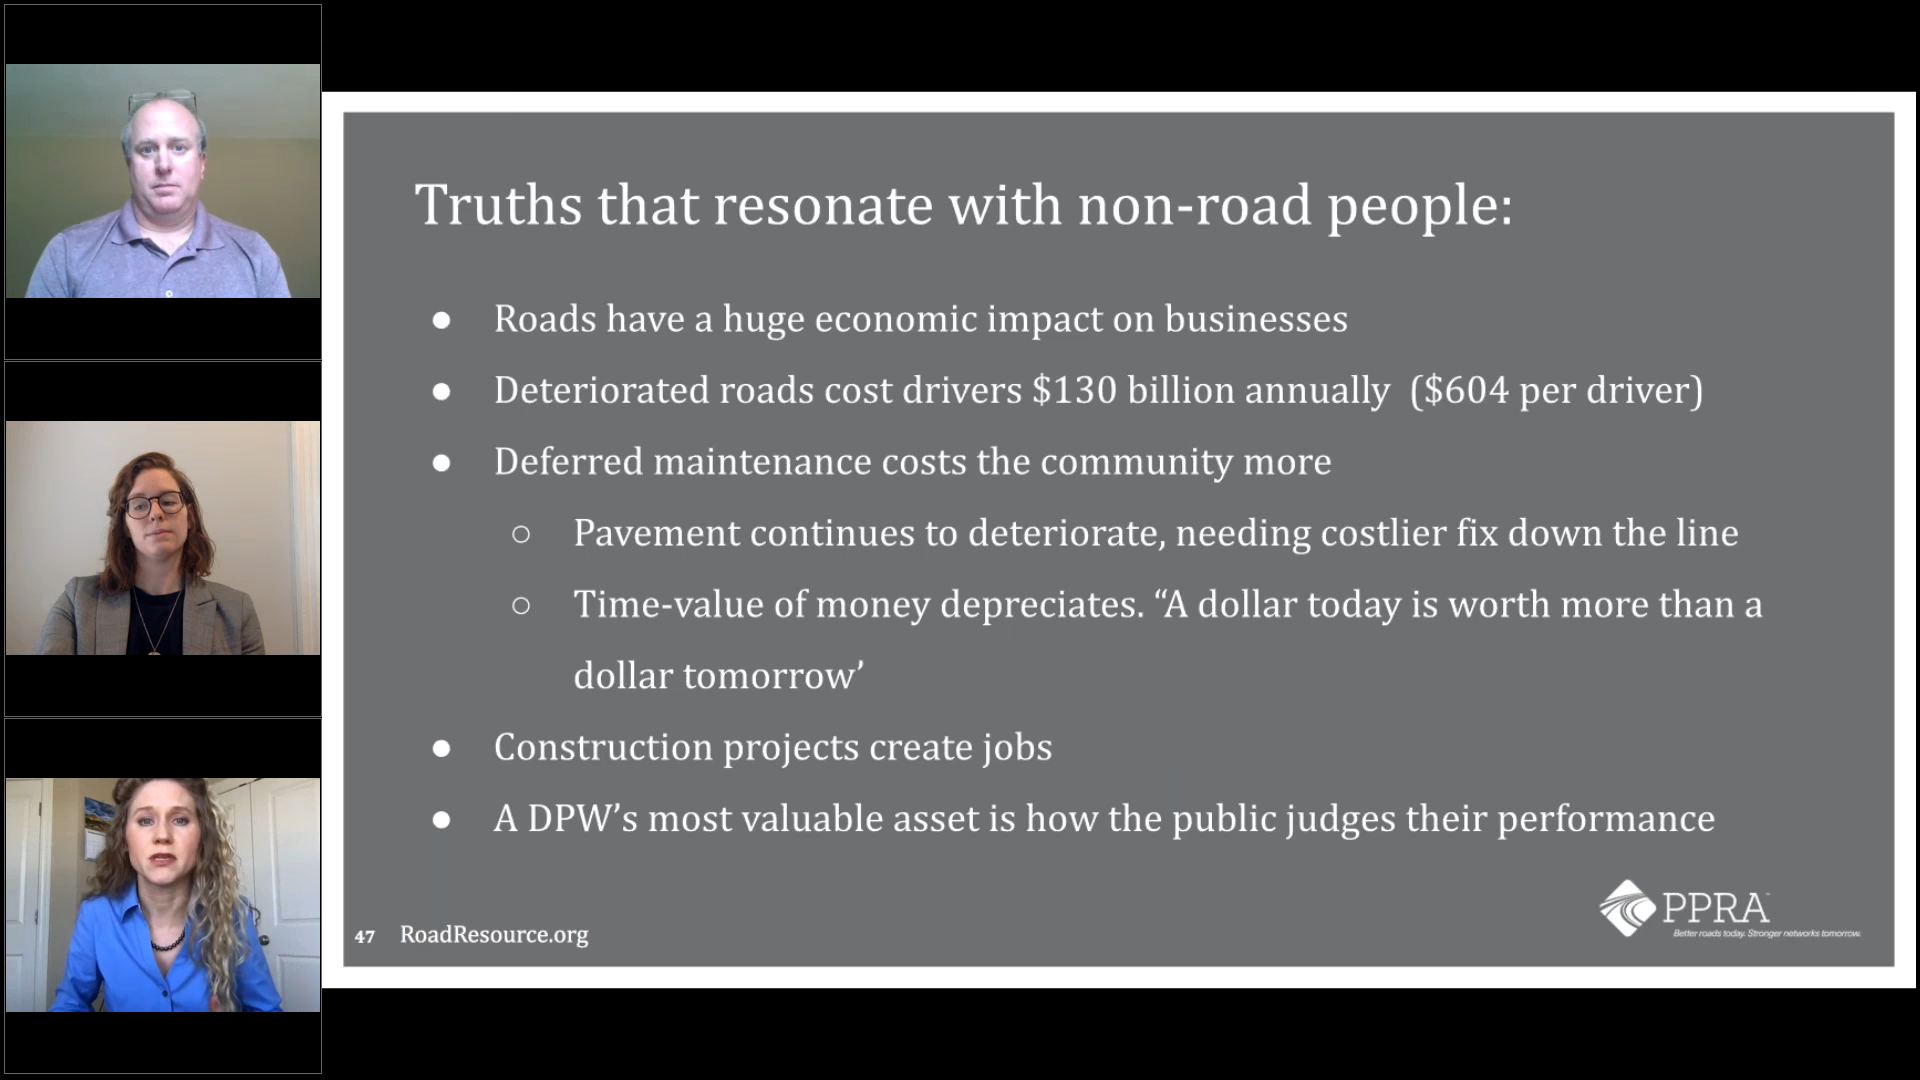 Truths that resonate with non-road people:
● Roads have a huge economic impact on businesses
● Deteriorated roads cost drivers $130 billion annually  ($604 per driver)
● Deferred maintenance costs the community more
○ Pavement continues to deteriorate, needing costlier fix down the line
○ Time-value of money depreciates. “A dollar today is worth more than a
dollar tomorrow’
● Construction projects create jobs
● A DPW’s most valuable asset is how the public judges their performance
PPRA™
Better roads today. Stronger networks tomorrow.
47 RoadResource.org